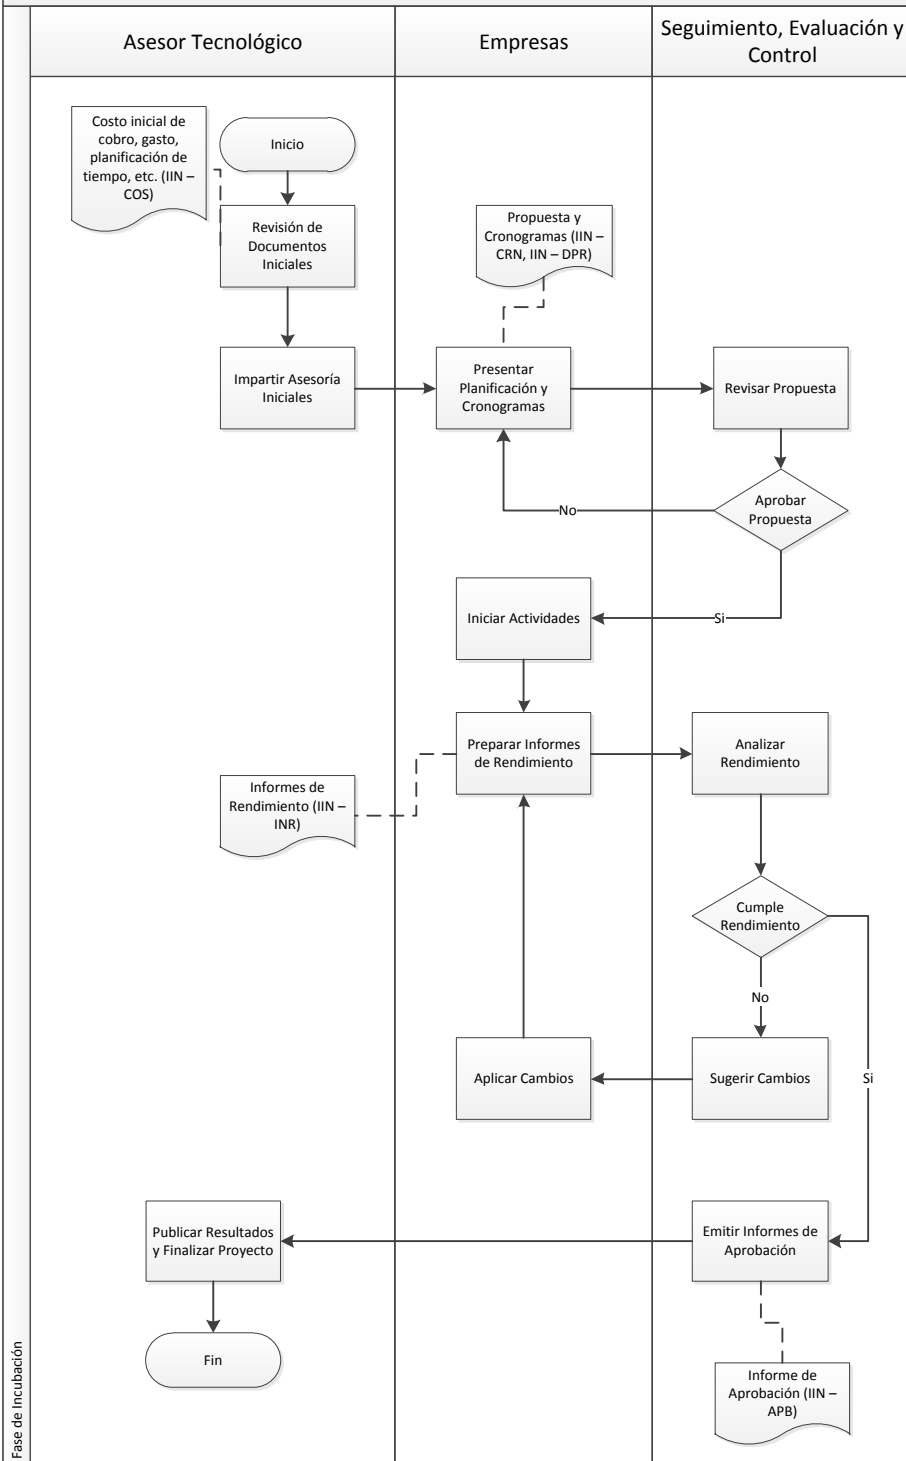 Asesor Tecnológico
Empresas
Seguimiento, Evaluación y
Control
Costo inicial de
cobro, gasto,
planificación de
tiempo, etc. (IIN –
COS)
Inicio
Revisión de
Documentos
Iniciales
Propuesta y
Cronogramas (IIN –
CRN, IIN – DPR)
Impartir Asesoría
Iniciales
Presentar
Planificación y
Cronogramas
Revisar Propuesta
Aprobar
Propuesta
No
Si
Iniciar Actividades
Preparar Informes
de Rendimiento
Analizar
Rendimiento
Informes de
Rendimiento (IIN –
INR)
Cumple
Rendimiento
No
Si
Aplicar Cambios
Sugerir Cambios
Publicar Resultados
y Finalizar Proyecto
Emitir Informes de
Aprobación
Fin
Informe de
Aprobación (IIN –
APB)
Fase de Incubación